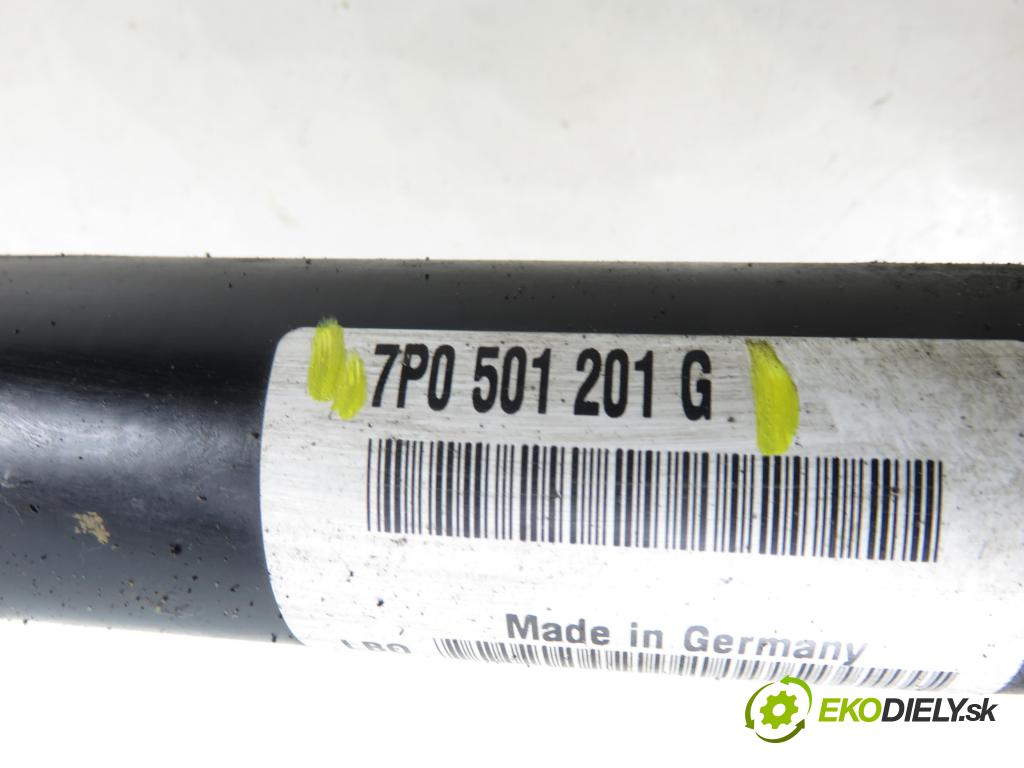 7P0 501 201 G
Made in Germany
EKODIELY.sk